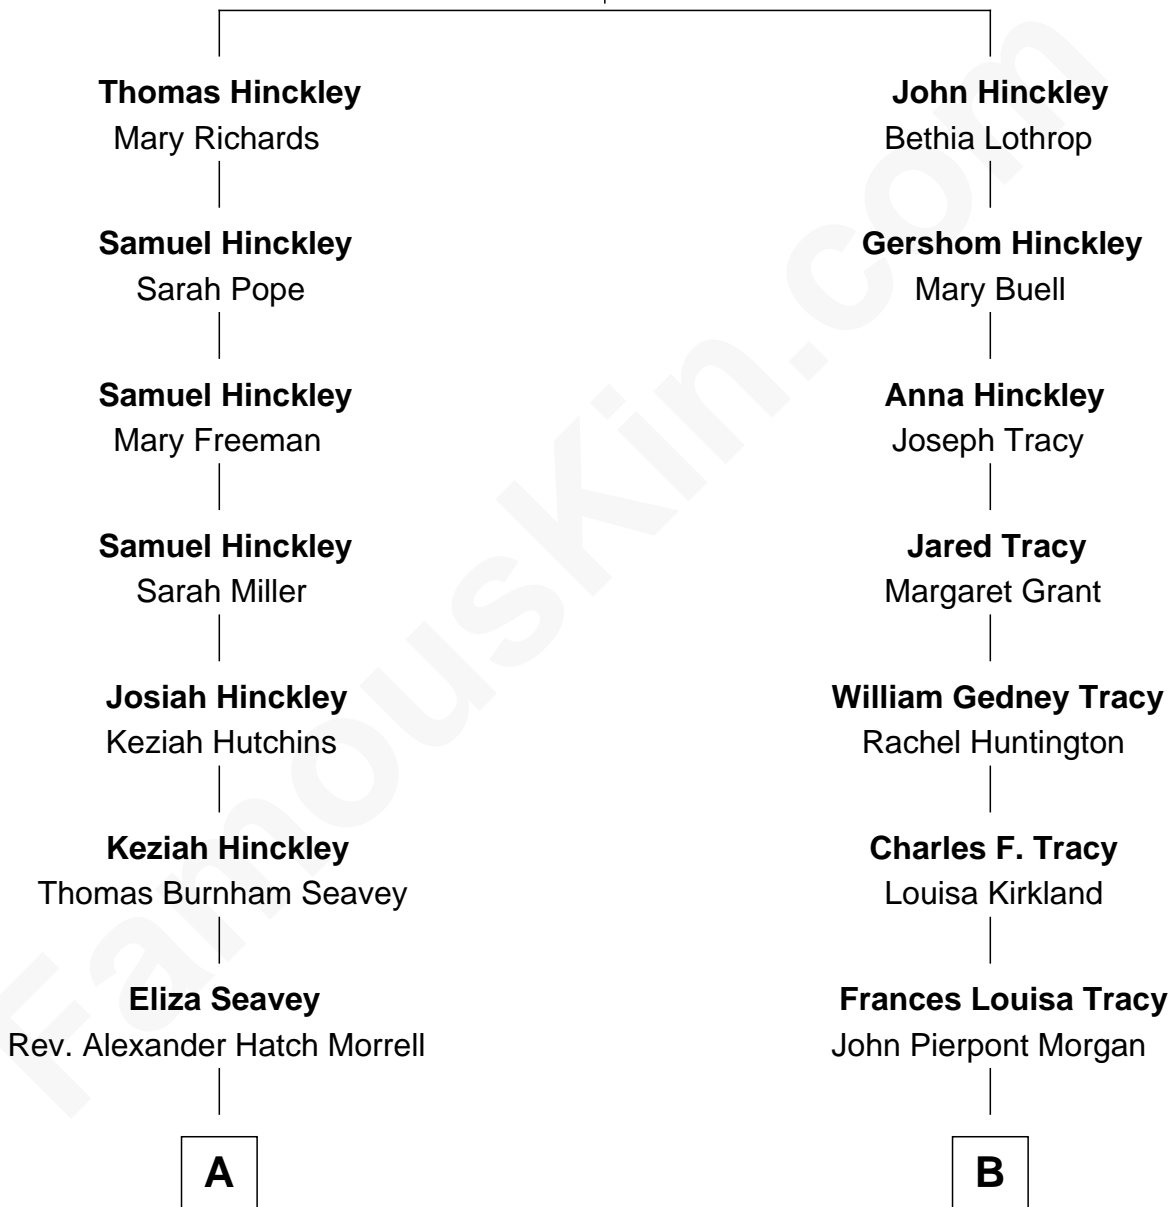 Thomas Hinckley
Mary Richards
John Hinckley
Bethia Lothrop
Samuel Hinckley
Sarah Pope
Gershom Hinckley
Mary Buell
Samuel Hinckley
Mary Freeman
Anna Hinckley
Joseph Tracy
Samuel Hinckley
Sarah Miller
Jared Tracy
Margaret Grant
Josiah Hinckley
Keziah Hutchins
William Gedney Tracy
Rachel Huntington
Keziah Hinckley
Thomas Burnham Seavey
Charles F. Tracy
Louisa Kirkland
Eliza Seavey
Rev. Alexander Hatch Morrell
Frances Louisa Tracy
John Pierpont Morgan
A
B
FamousKin.com